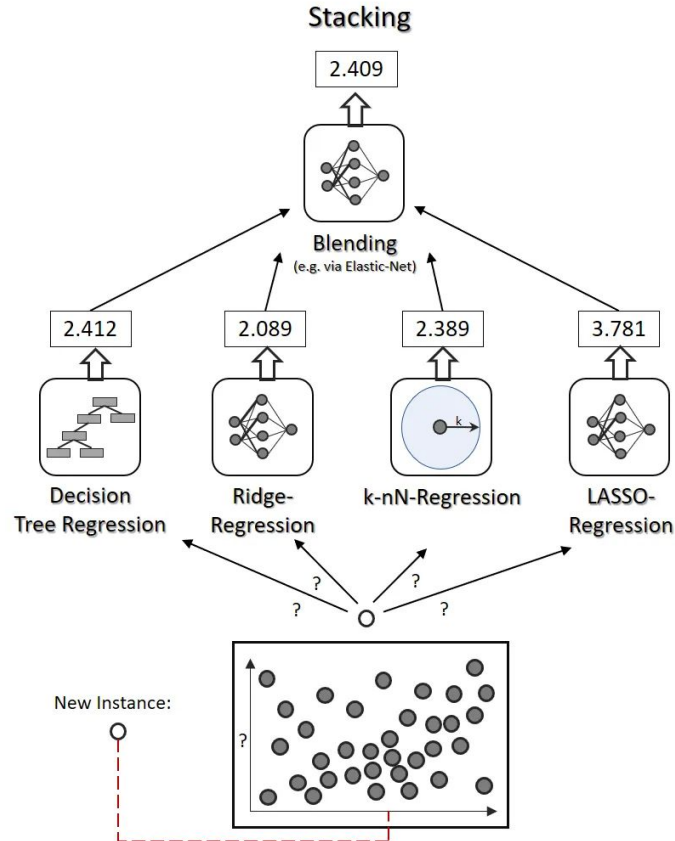 Stacking
2.409
Blending
(e.g. via Elastic-Net)
2.412
2.089
2.389
3.781
k
Decision
Tree Regression
Ridge-
Regression
k-nN-Regression
LASSO-
Regression
?
?
?
?
New Instance:
?